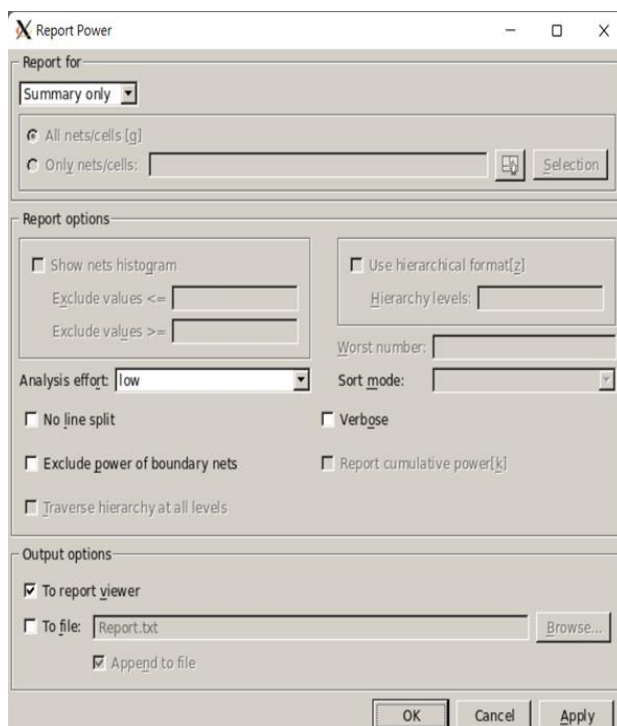 Report Power
Report for
Summary only
All nets/cells [g]
Only nets/cells:
Selection
Report options
Show nets histogram
Use hierarchical format[z]
Exclude values <=
Hierarchy levels:
Exclude values >=
Worst number:
Analysis effort: low
Sort mode:
No line split
Verbose
Exclude power of boundary nets
Report cumulative power[k]
Traverse hierarchy at all levels
Output options
To report viewer
To file: Report.txt
Browse...
Append to file
OK Cancel Apply